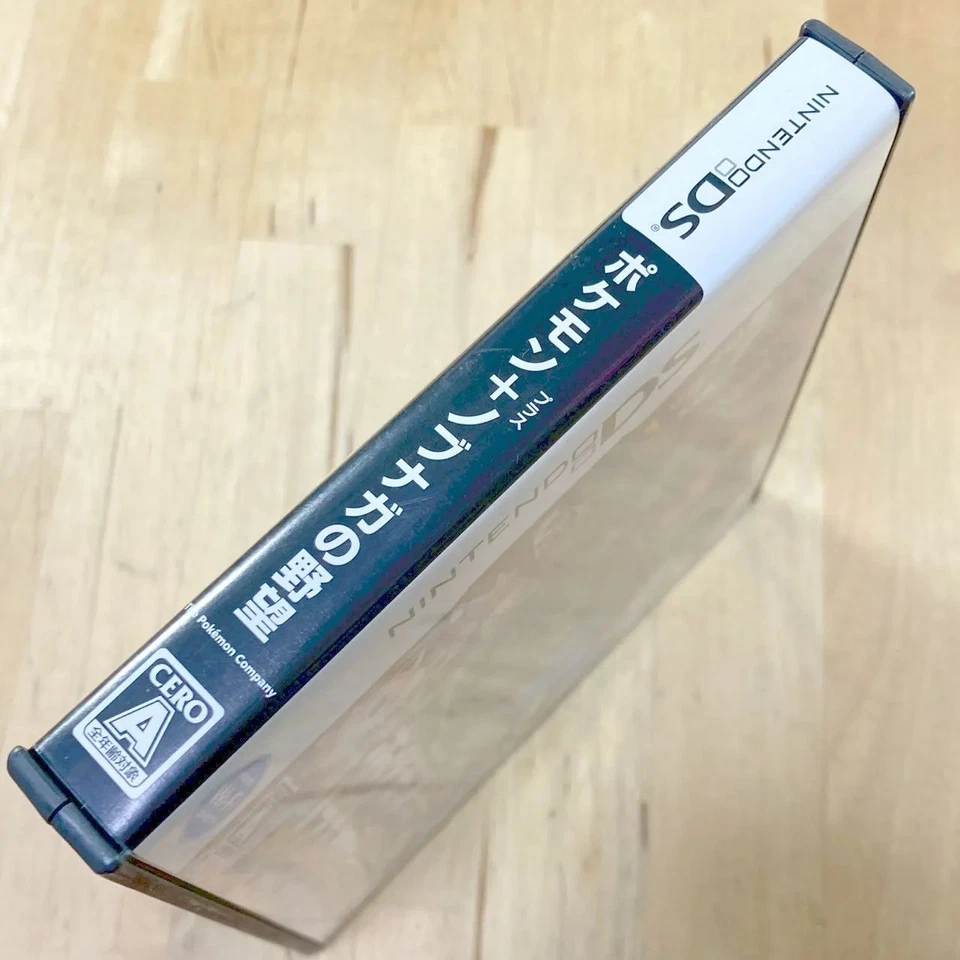 NINTENDO DS®
ポケモン+ノブナガの野望
プラス
Pokémon Company
CERO
A
全年齢対象
NINTENDO DS